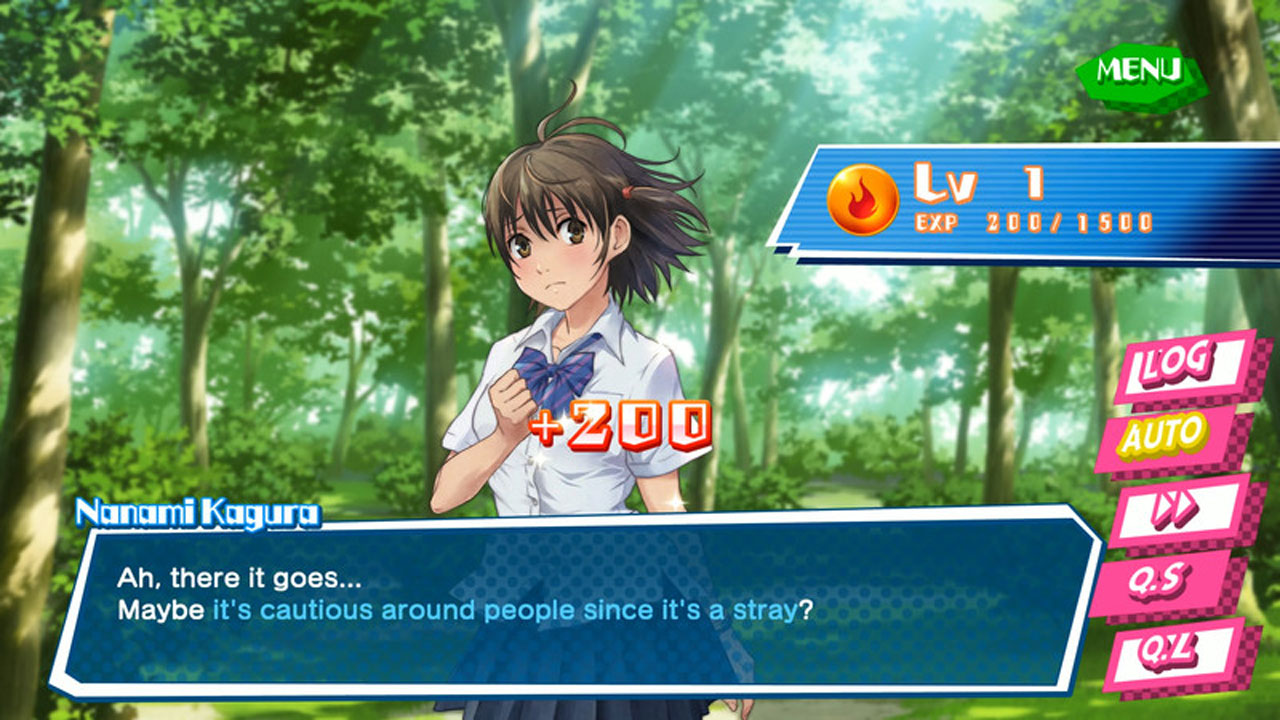 MENU
Lv 1
EXP 200/1500
+200
LOG
AUTO
Q.S
Q.L
Nanami Kagura
Ah, there it goes...
Maybe it's cautious around people since it's a stray?